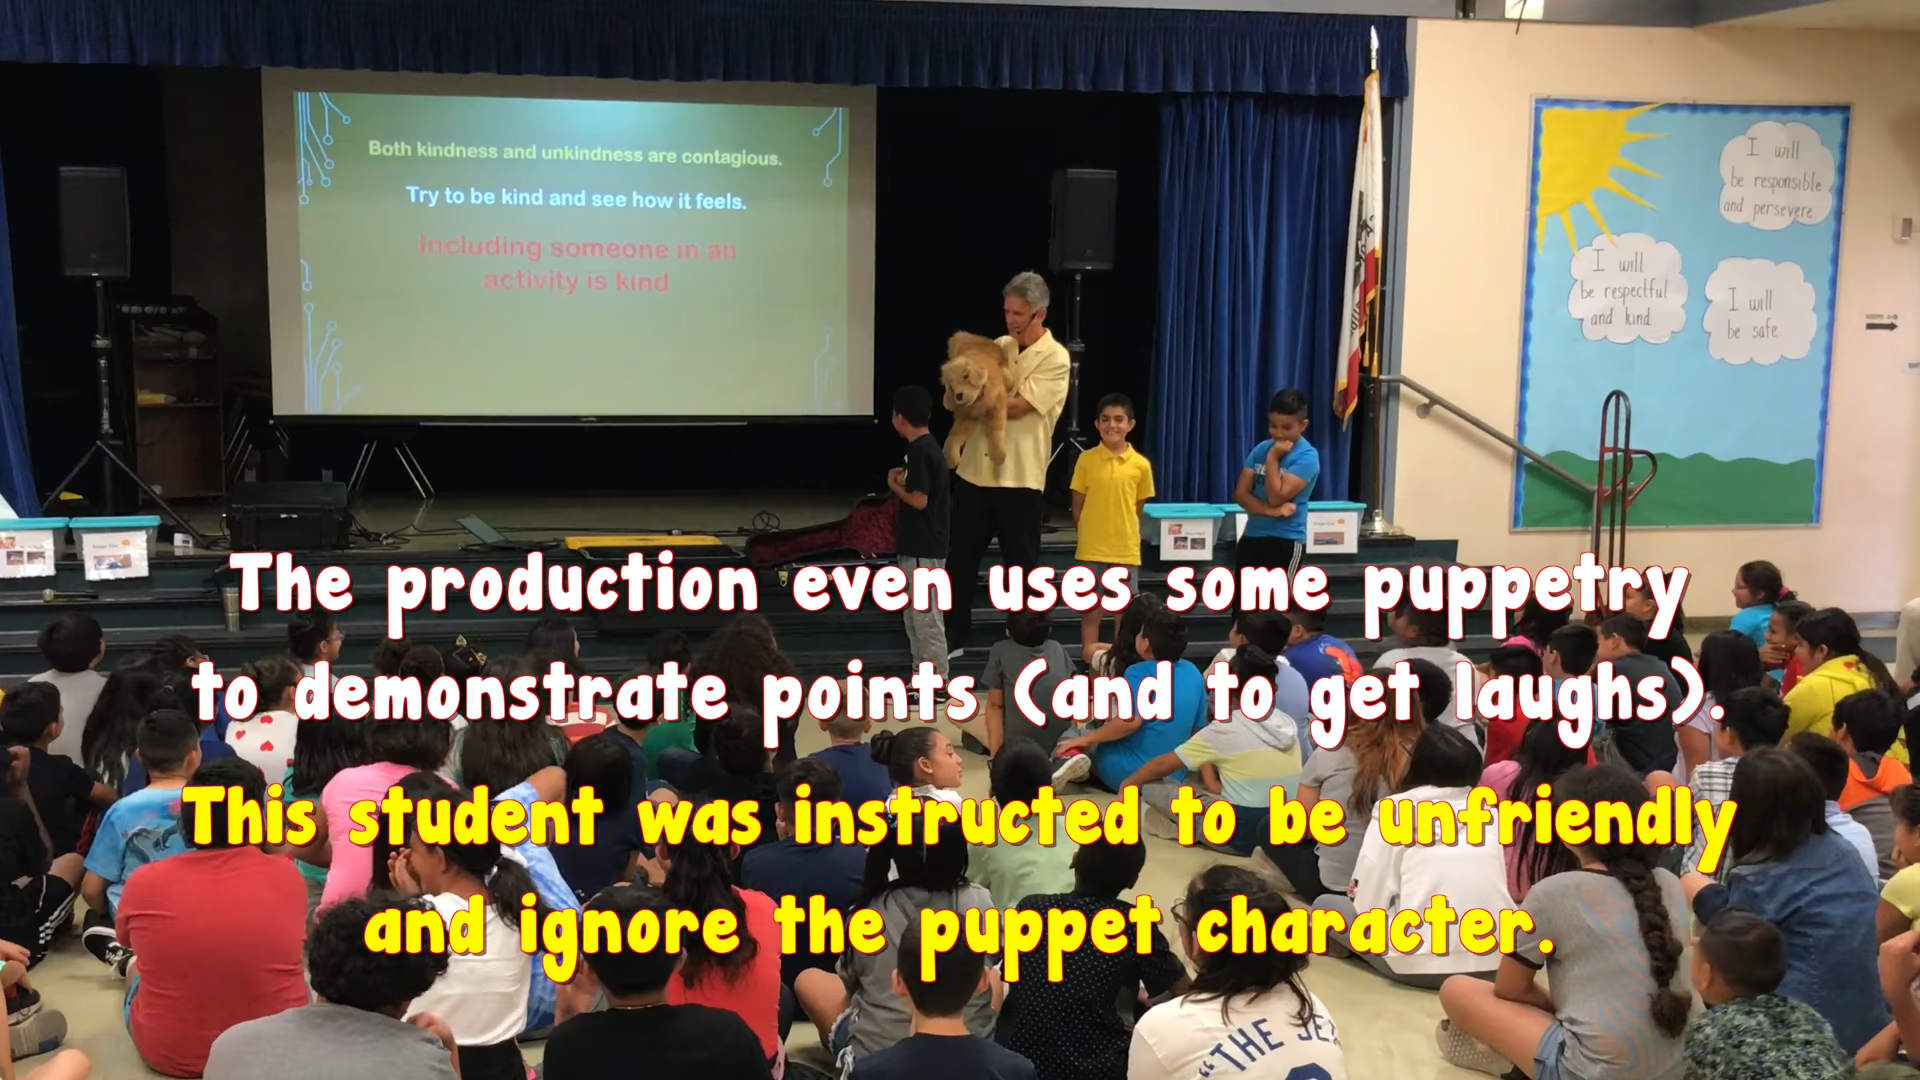 Both kindness and unkindness are contagious.
Try to be kind and see how it feels.
Including someone in an
activity is kind
I will
be responsible
and persevere.
I will
be respectful
and kind.
I will
be safe.
The production even uses some puppetry
to demonstrate points (and to get laughs).
This student was instructed to be unfriendly
and ignore the puppet character.
"THE